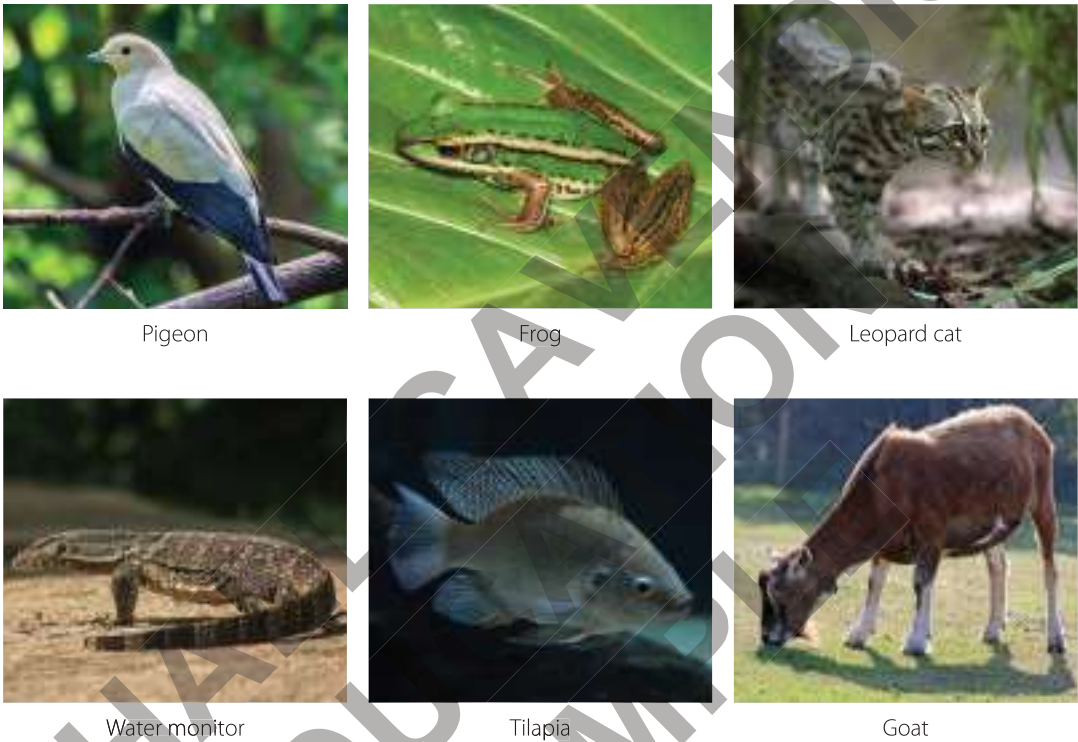 Pigeon
Frog
Leopard cat
Water monitor
Tilapia
Goat